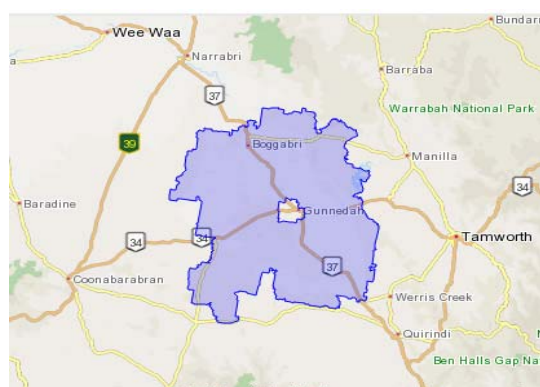 Bundarr
Wee Waa
Narrabri
Barraba
37
Warrabah National Park
39
Boggabri
Manilla
34
Baradine
Gunnedah
34
34
Tamworth
37
Coonabarabran
Werris Creek
Quirindi
Ben Halls Gap Na